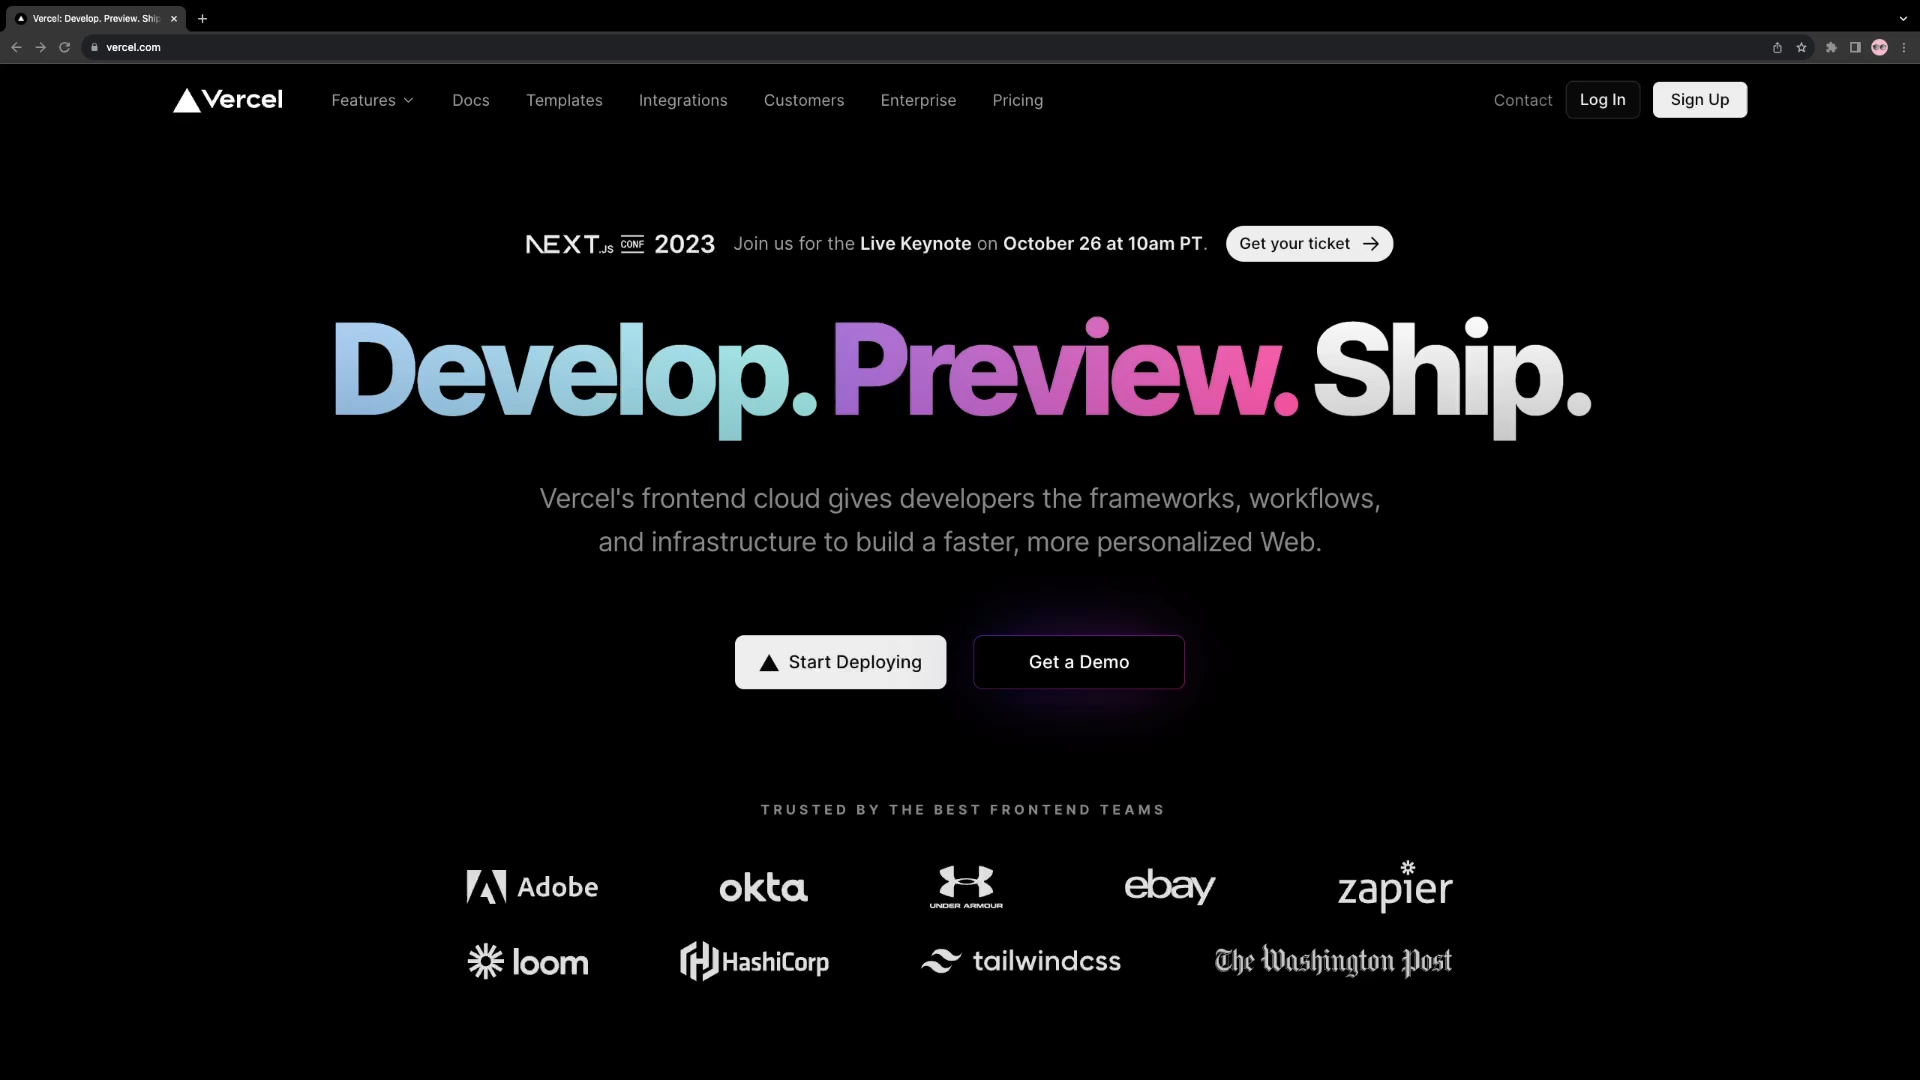 Vercel: Develop. Preview. Ship
vercel.com
Vercel
Features
Docs
Templates
Integrations
Customers
Enterprise
Pricing
Contact
Log In
Sign Up
NEXT.JS CONF 2023 Join us for the Live Keynote on October 26 at 10am PT. Get your ticket →
Develop. Preview. Ship.
Vercel's frontend cloud gives developers the frameworks, workflows,
and infrastructure to build a faster, more personalized Web.
Start Deploying
Get a Demo
TRUSTED BY THE BEST FRONTEND TEAMS
Adobe
okta
UNDER ARMOUR
ebay
zapier
loom
HashiCorp
tailwindcss
The Washington Post